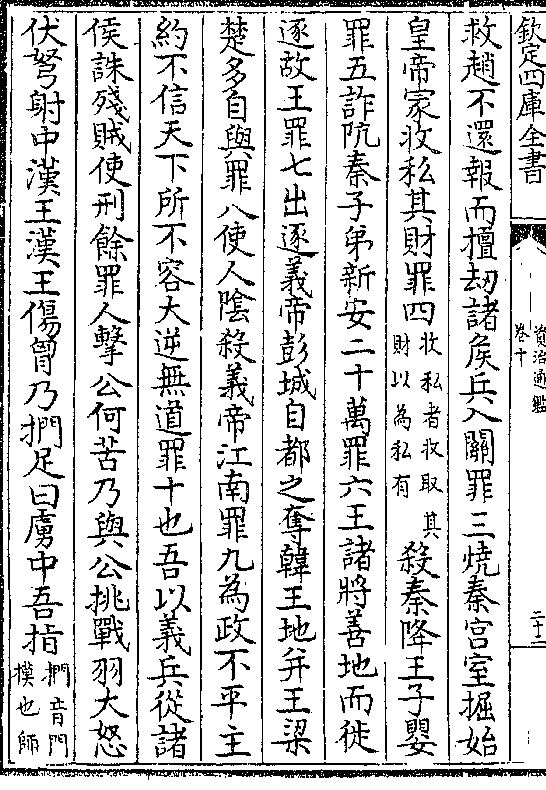 欽定四庫全書
資治通鑑
卷十
二十二
救趙不還報而擅劫諸侯兵入關罪三燒秦宫室掘始
皇帝冢收私其財罪四收私者收取其財以為私有殺秦降王子嬰
罪五詐阬秦子弟新安二十萬罪六王諸將善地而徙
逐故王罪七出逐義帝彭城自都之奪韓王地并王梁
楚多自與罪八使人陰殺義帝江南罪九為政不平主
約不信天下所不容大逆無道罪十也吾以義兵從諸
侯誅殘賊使刑餘罪人擊公何苦乃與公挑戰羽大怒
伏弩射中漢王漢王傷胷乃捫足曰虜中吾指捫音門摸也師